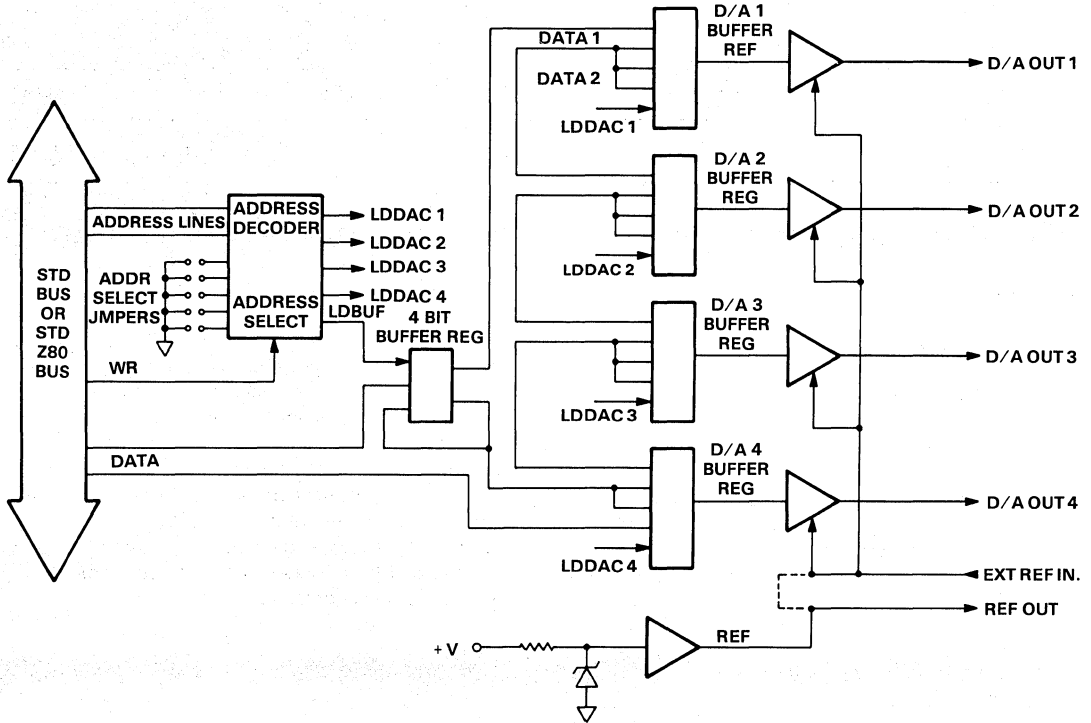 D/A 1
BUFFER
REF
DATA 1
DATA 2
LDDAC 1
D/A OUT 1
D/A 2
BUFFER
REG
LDDAC 2
D/A OUT 2
D/A 3
BUFFER
REG
LDDAC 3
D/A OUT 3
D/A 4
BUFFER
REG
LDDAC 4
D/A OUT 4
STD
BUS
OR
STD
Z80
BUS
ADDRESS LINES
ADDRESS
DECODER
LDDAC 1
LDDAC 2
LDDAC 3
LDDAC 4
ADDR
SELECT
JMPERS
ADDRESS
SELECT
LDBUF
4 BIT
BUFFER REG
WR
DATA
EXT REF IN.
REF OUT
+ V
REF